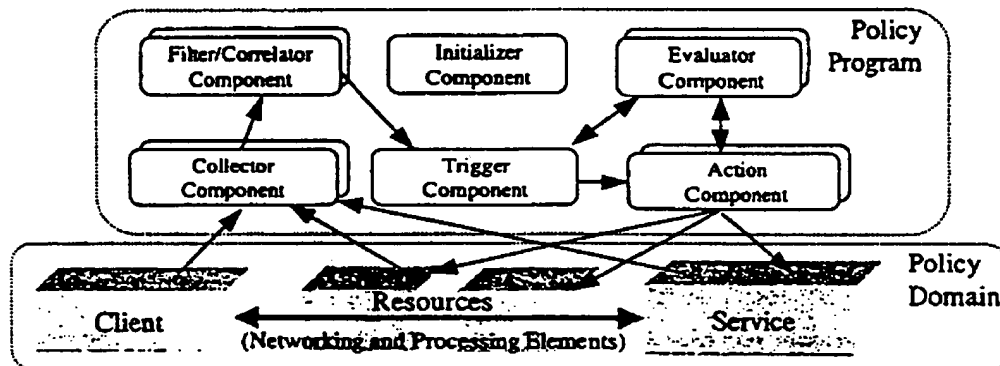 Policy
Program
Filter/Correlator
Component
Initializer
Component
Evaluator
Component
Collector
Component
Trigger
Component
Action
Component
Policy
Domain
Resources
Client
Service
(Networking and Processing Elements)